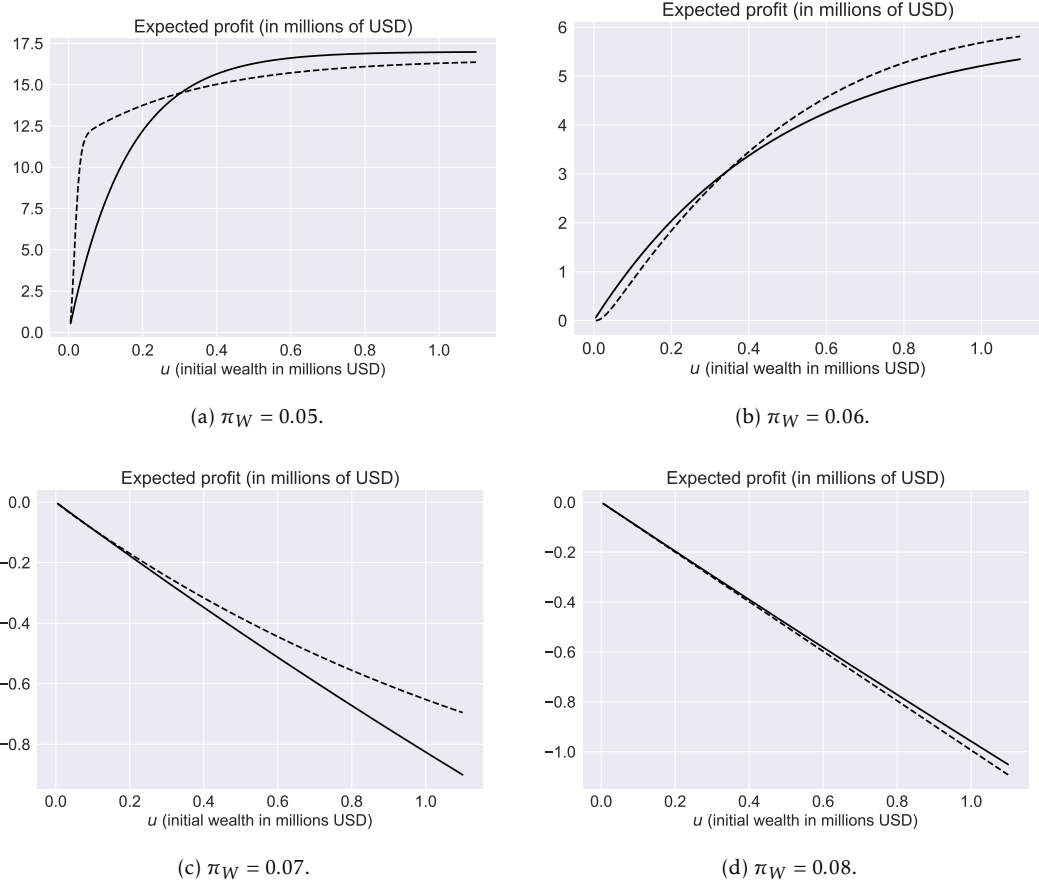 Expected profit (in millions of USD)
17.5
15.0
12.5
10.0
7.5
5.0
2.5
0.0
0.0 0.2 0.4 0.6 0.8 1.0
u (initial wealth in millions USD)
(a) π_W = 0.05.
Expected profit (in millions of USD)
6
5
4
3
2
1
0
0.0 0.2 0.4 0.6 0.8 1.0
u (initial wealth in millions USD)
(b) π_W = 0.06.
Expected profit (in millions of USD)
0.0
−0.2
−0.4
−0.6
−0.8
0.0 0.2 0.4 0.6 0.8 1.0
u (initial wealth in millions USD)
(c) π_W = 0.07.
Expected profit (in millions of USD)
0.0
−0.2
−0.4
−0.6
−0.8
−1.0
0.0 0.2 0.4 0.6 0.8 1.0
u (initial wealth in millions USD)
(d) π_W = 0.08.